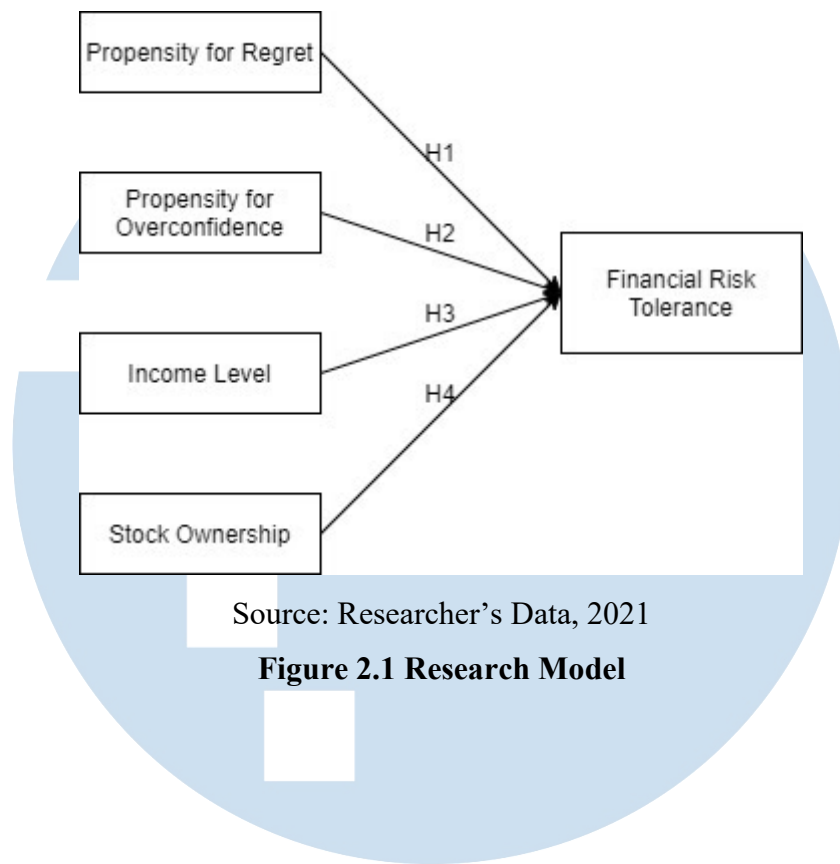 Propensity for Regret
H1
Propensity for
Overconfidence
H2
Financial Risk
Tolerance
H3
Income Level
H4
Stock Ownership
Source: Researcher’s Data, 2021
Figure 2.1 Research Model